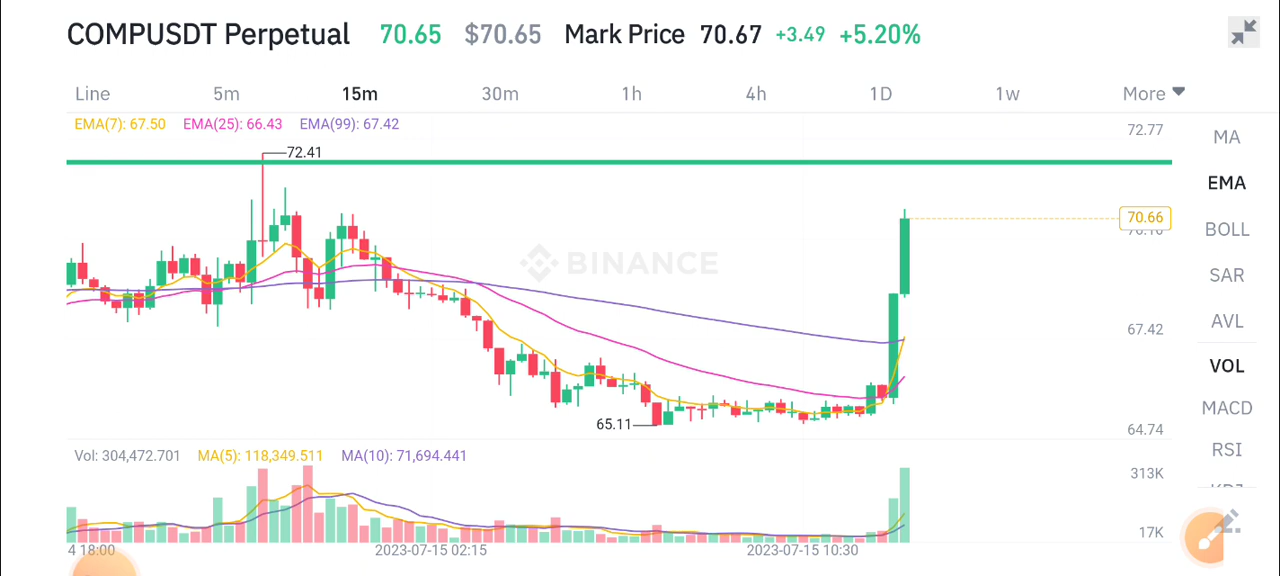 COMPUSDT Perpetual 70.65 $70.65 Mark Price 70.67 +3.49 +5.20%
Line 5m 15m 30m 1h 4h 1D 1w More
EMA(7): 67.50 EMA(25): 66.43 EMA(99): 67.42
72.77
MA
72.41
EMA
70.66
BOLL
BINANCE
SAR
AVL
67.42
VOL
MACD
65.11
64.74
RSI
Vol: 304,472.701 MA(5): 118,349.511 MA(10): 71,694.441
313K
17K
4 18:00 2023-07-15 02:15 2023-07-15 10:30